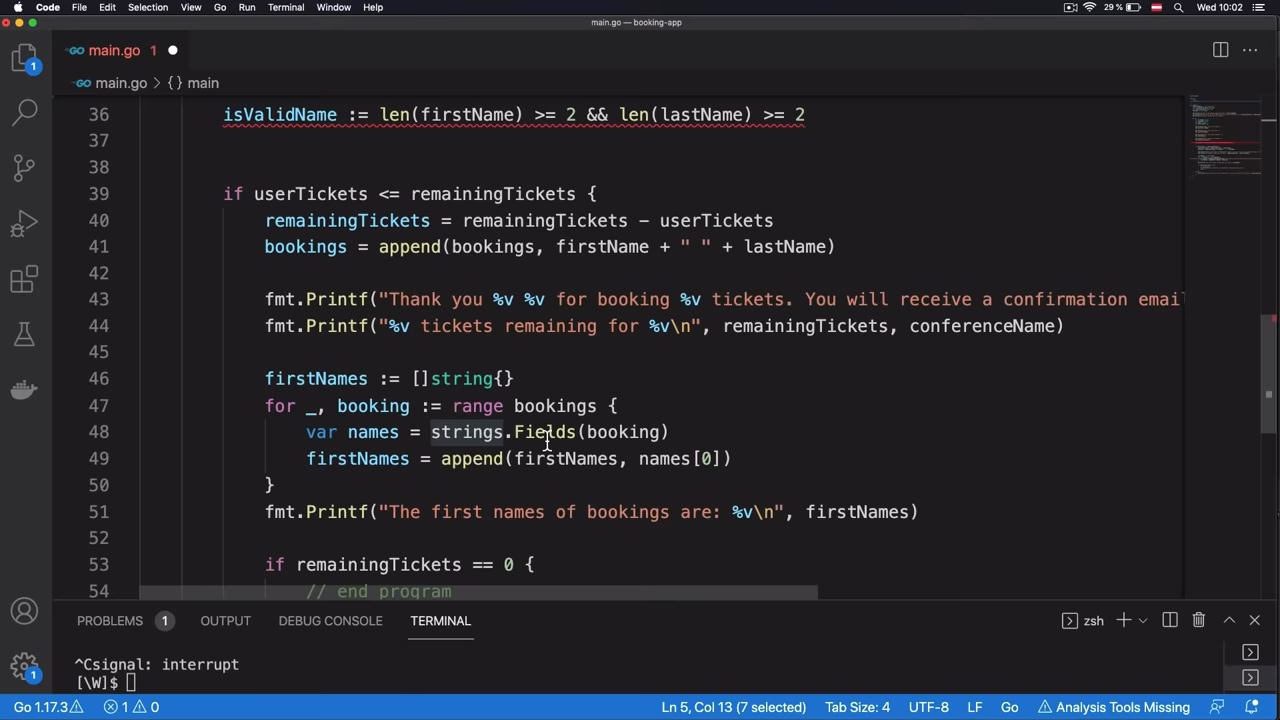 Code File Edit Selection View Go Run Terminal Window Help 29 % Wed 10:02
main.go — booking-app
main.go 1
main.go > {} main
36 isValidName := len(firstName) >= 2 && len(lastName) >= 2
37
38
39 if userTickets <= remainingTickets {
40 remainingTickets = remainingTickets - userTickets
41 bookings = append(bookings, firstName + " " + lastName)
42
43 fmt.Printf("Thank you %v %v for booking %v tickets. You will receive a confirmation email
44 fmt.Printf("%v tickets remaining for %v\n", remainingTickets, conferenceName)
45
46 firstNames := []string{}
47 for _, booking := range bookings {
48 var names = strings.Fields(booking)
49 firstNames = append(firstNames, names[0])
50 }
51 fmt.Printf("The first names of bookings are: %v\n", firstNames)
52
53 if remainingTickets == 0 {
54 // end program
PROBLEMS 1 OUTPUT DEBUG CONSOLE TERMINAL zsh
^Csignal: interrupt
[\W]$
Go 1.17.3 1 0 Ln 5, Col 13 (7 selected) Tab Size: 4 UTF-8 LF Go Analysis Tools Missing